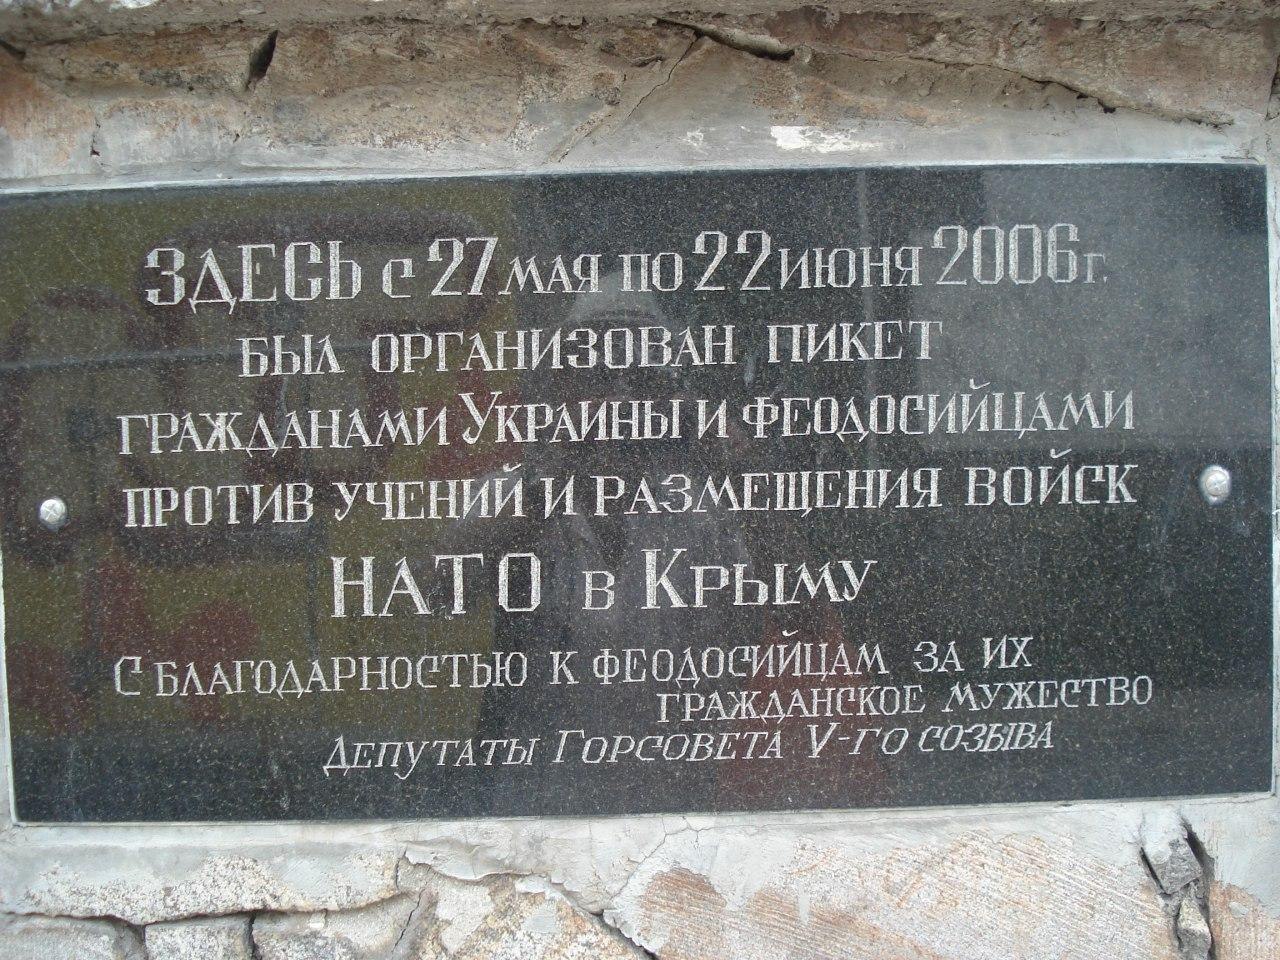 Здесь с 27 мая по 22 июня 2006 г.
был организован пикет
гражданами Украины и феодосийцами
против учений и размещения войск
НАТО в Крыму
С благодарностью к феодосийцам за их
гражданское мужество
Депутаты Горсовета V-го созыва